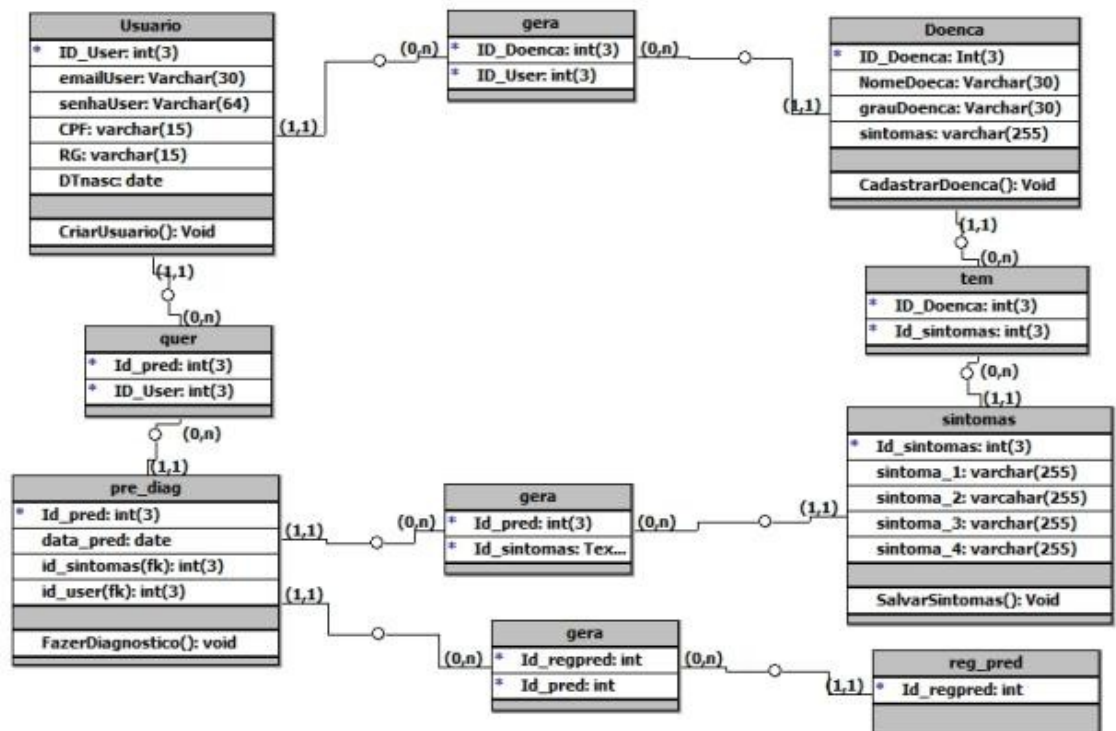 Usuario
* ID_User: int(3)
emailUser: Varchar(30)
senhaUser: Varchar(64)
CPF: varchar(15)
RG: varchar(15)
DTnasc: date
CriarUsuario(): Void
(1,1)
(0,n)
gera
* ID_Doenca: int(3)
* ID_User: int(3)
(0,n)
(1,1)
Doenca
* ID_Doenca: Int(3)
NomeDoeca: Varchar(30)
grauDoenca: Varchar(30)
sintomas: varchar(255)
CadastrarDoenca(): Void
(1,1)
(0,n)
tem
* ID_Doenca: int(3)
* Id_sintomas: int(3)
(0,n)
(1,1)
sintomas
* Id_sintomas: int(3)
sintoma_1: varchar(255)
sintoma_2: varcahar(255)
sintoma_3: varchar(255)
sintoma_4: varchar(255)
SalvarSintomas(): Void
(1,1)
(0,n)
quer
* Id_pred: int(3)
* ID_User: int(3)
(0,n)
(1,1)
pre_diag
* Id_pred: int(3)
data_pred: date
id_sintomas(fk): int(3)
id_user(fk): int(3)
FazerDiagnostico(): void
(1,1)
(0,n)
gera
* Id_pred: int(3)
* Id_sintomas: Tex...
(0,n)
(1,1)
(1,1)
(0,n)
gera
* Id_regpred: int
* Id_pred: int
(0,n)
(1,1)
reg_pred
* Id_regpred: int